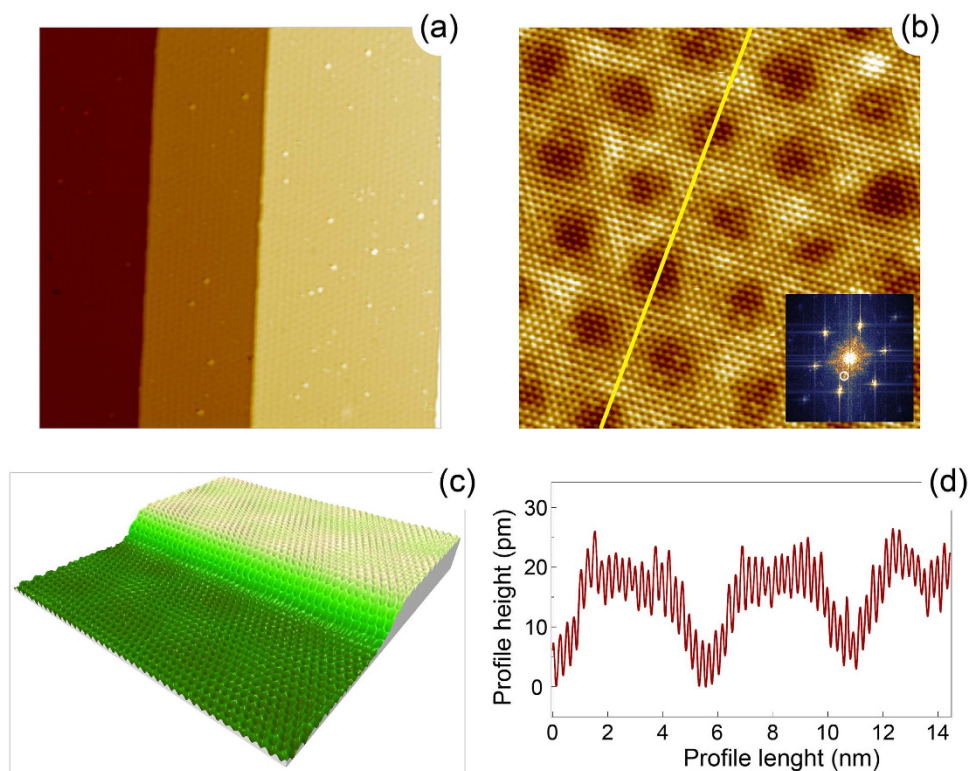 (a)
(b)
(c)
(d)
30
20
10
0
Profile height (pm)
0 2 4 6 8 10 12 14
Profile lenght (nm)